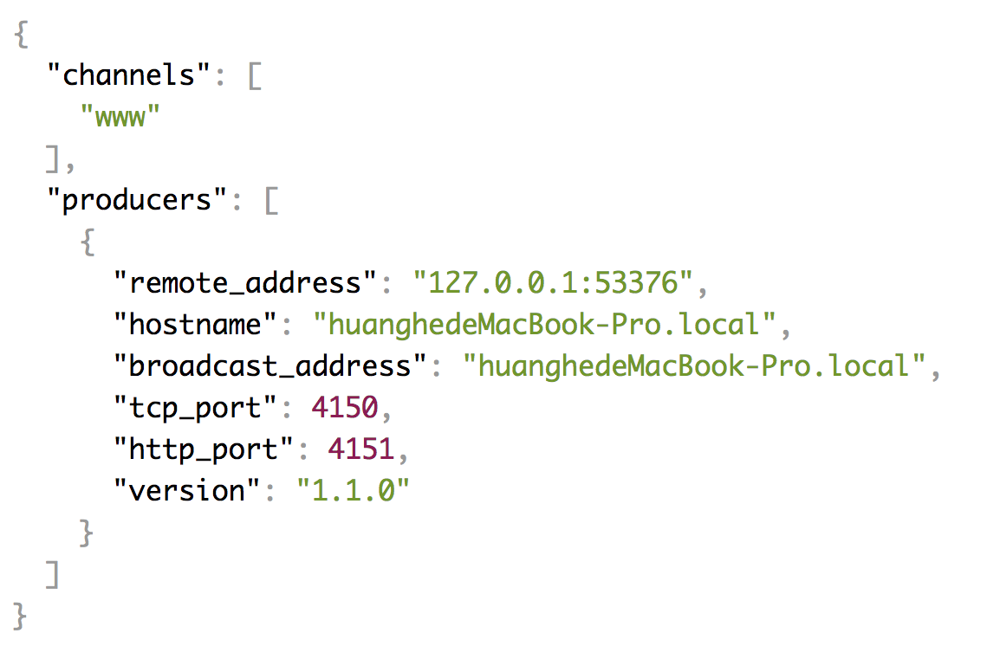 {
  "channels": [
    "www"
  ],
  "producers": [
    {
      "remote_address": "127.0.0.1:53376",
      "hostname": "huanghedeMacBook-Pro.local",
      "broadcast_address": "huanghedeMacBook-Pro.local",
      "tcp_port": 4150,
      "http_port": 4151,
      "version": "1.1.0"
    }
  ]
}